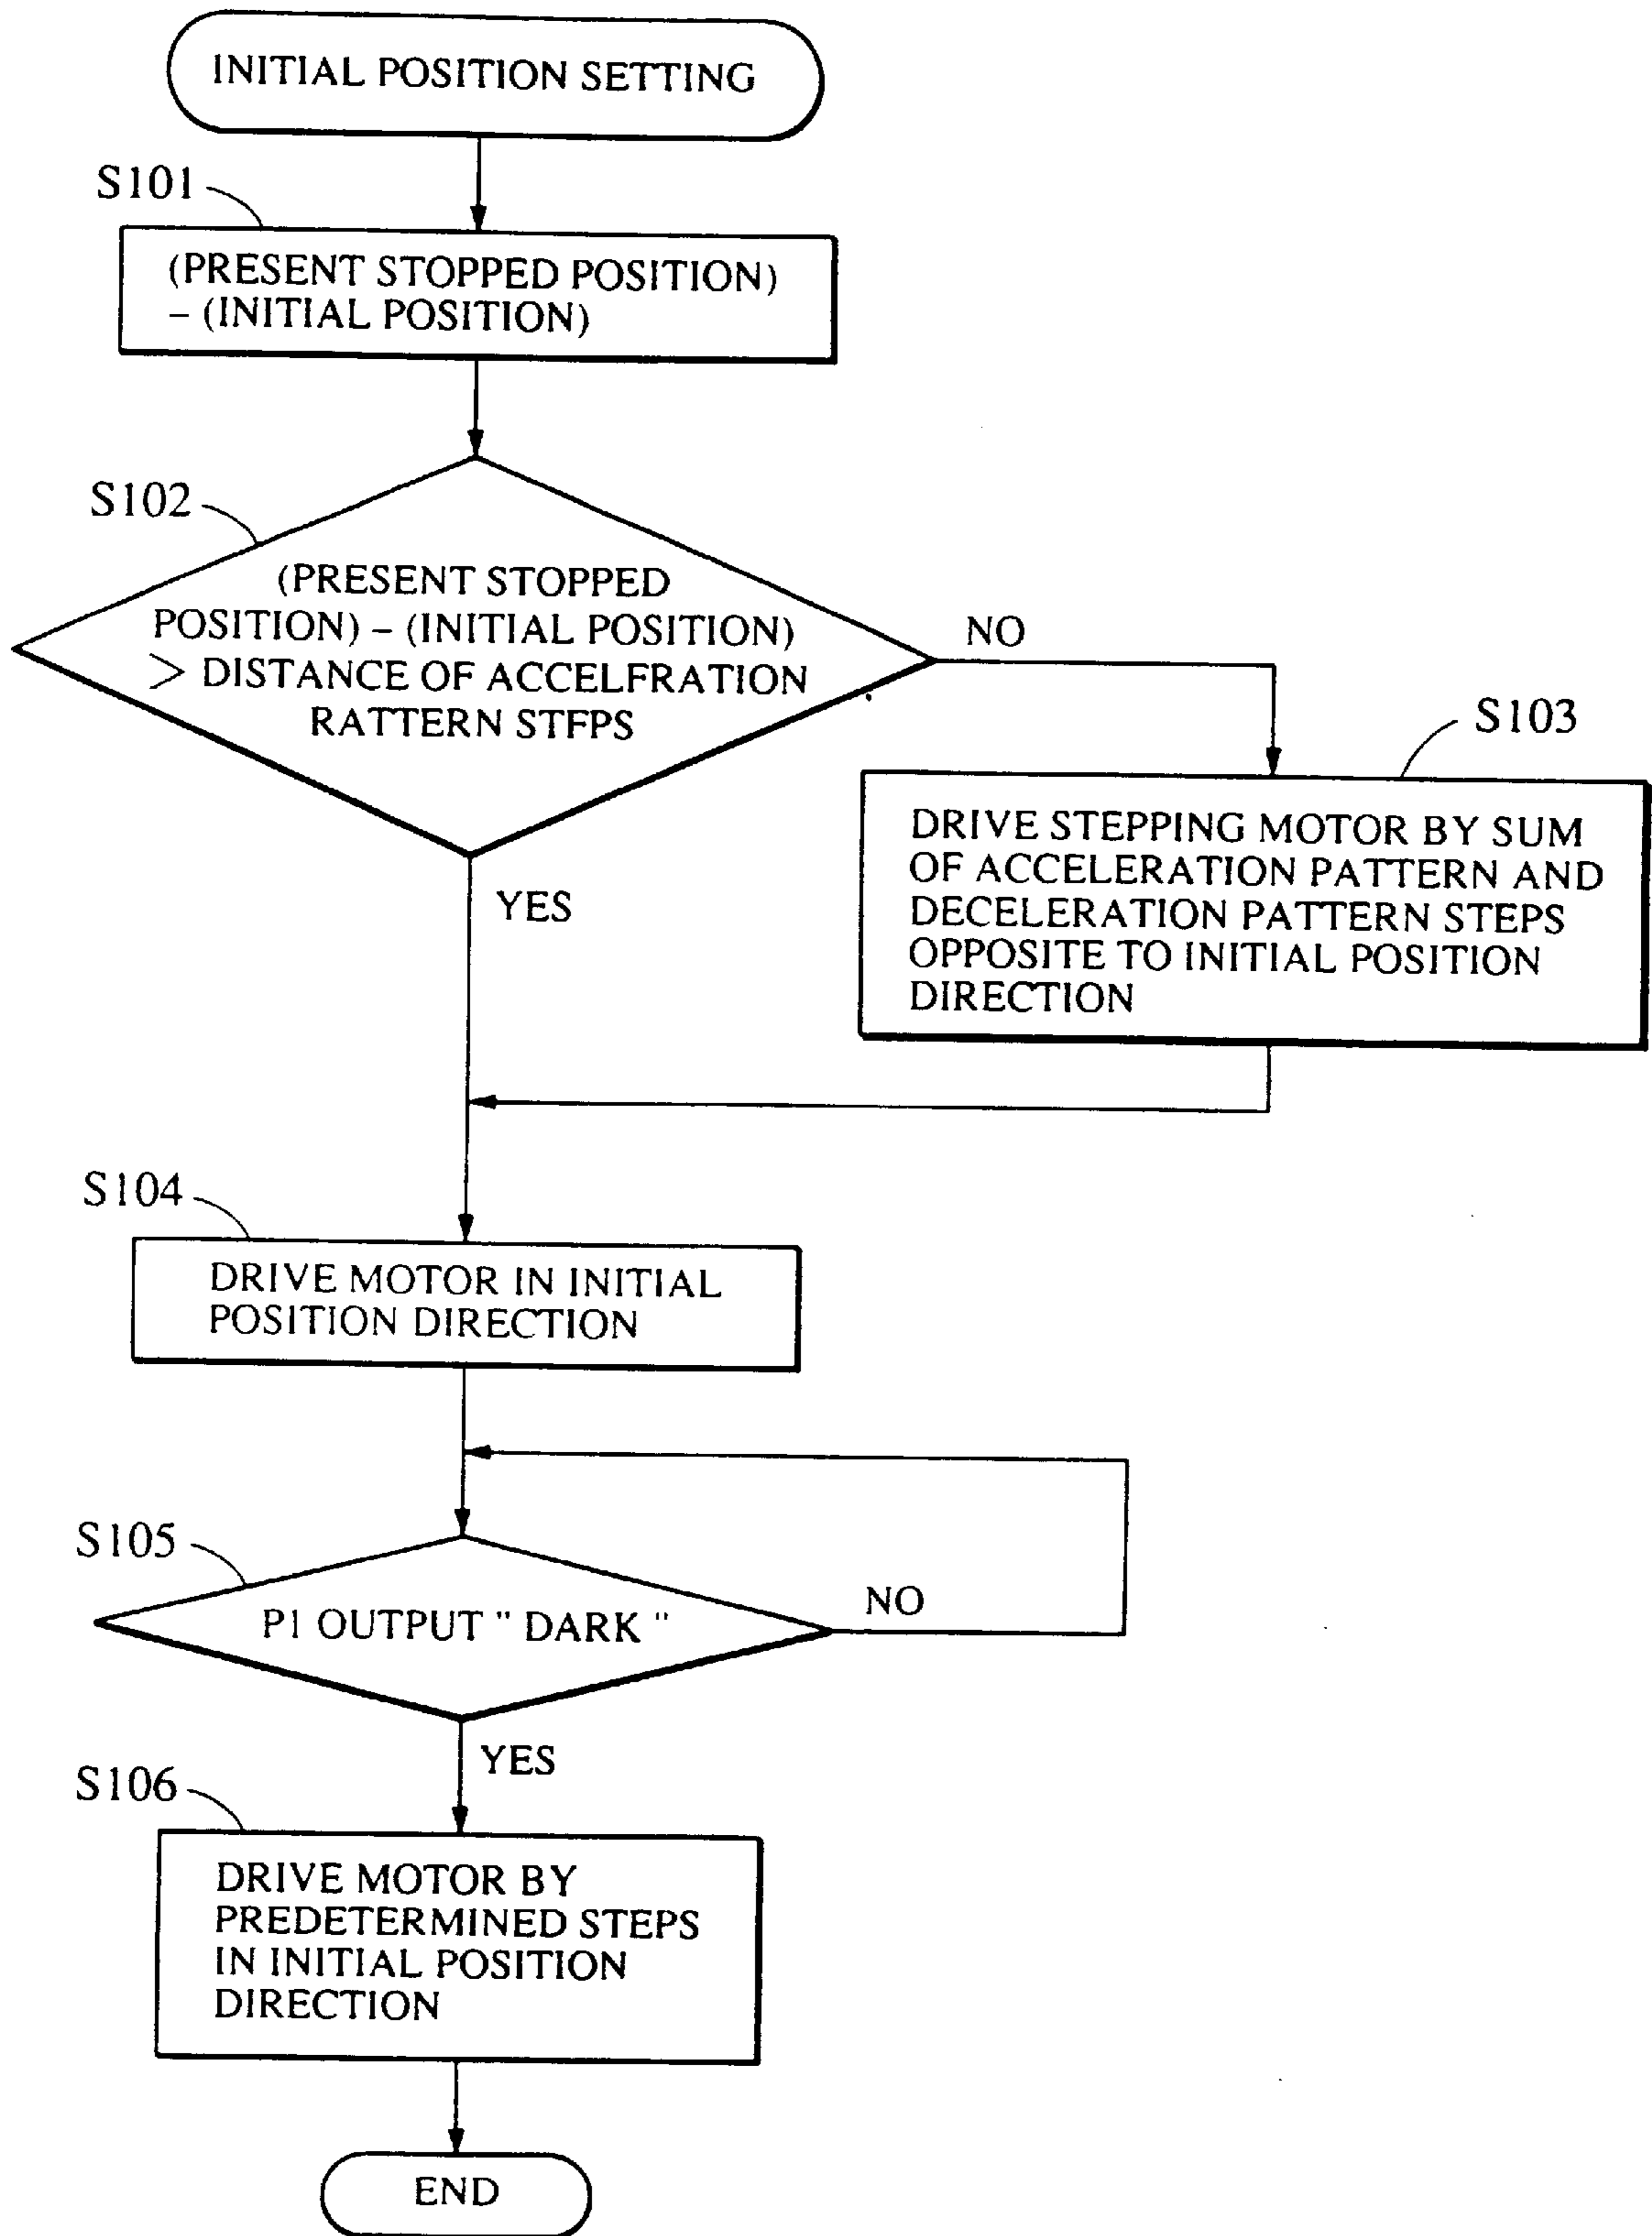 INITIAL POSITION SETTING
S101
(PRESENT STOPPED POSITION)
– (INITIAL POSITION)
S102
(PRESENT STOPPED
POSITION) – (INITIAL POSITION)
> DISTANCE OF ACCELFRATION
RATTERN STFPS
NO
YES
S103
DRIVE STEPPING MOTOR BY SUM
OF ACCELERATION PATTERN AND
DECELERATION PATTERN STEPS
OPPOSITE TO INITIAL POSITION
DIRECTION
S104
DRIVE MOTOR IN INITIAL
POSITION DIRECTION
S105
P1 OUTPUT " DARK "
NO
YES
S106
DRIVE MOTOR BY
PREDETERMINED STEPS
IN INITIAL POSITION
DIRECTION
END